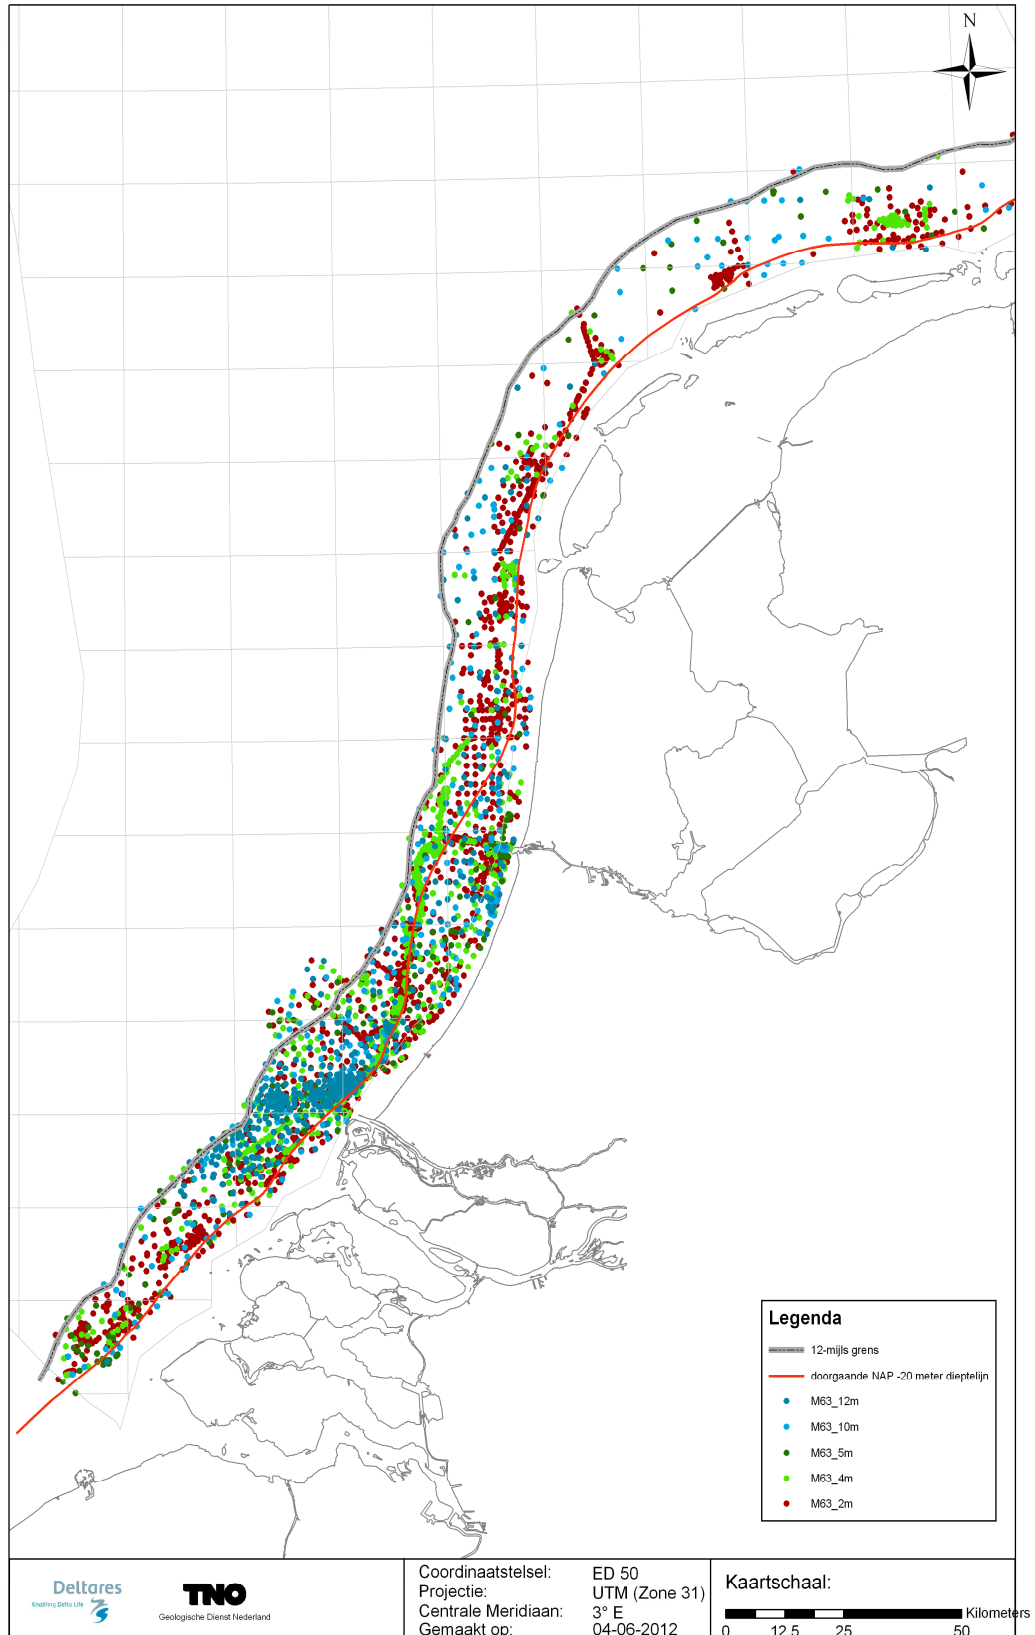 N
Legenda
12-mijls grens
doorgaande NAP -20 meter dieptelijn
M63_12m
M63_10m
M63_5m
M63_4m
M63_2m
Deltares
Enabling Delta Life
TNO
Geologische Dienst Nederland
Coordinaatstelsel: ED 50
Projectie: UTM (Zone 31)
Centrale Meridiaan: 3° E
Gemaakt op: 04-06-2012
Kaartschaal:
Kilometers
0 12,5 25 50